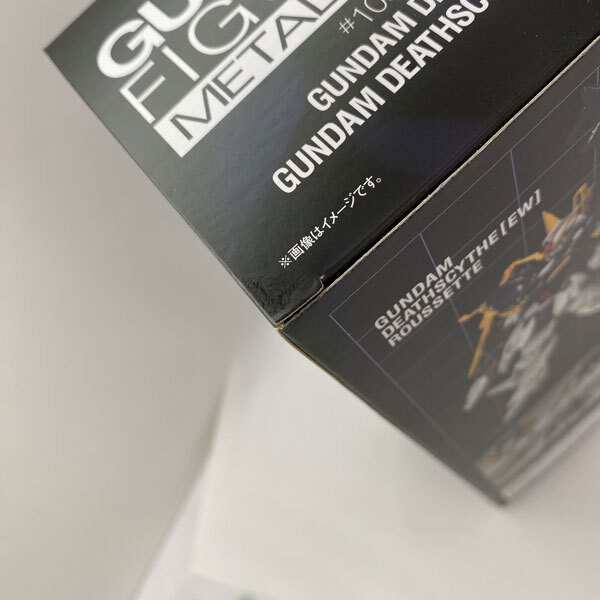 GU
FIG
METAL
#10
GUNDAM D
GUNDAM DEATHSC
※画像はイメージです。
GUNDAM
DEATHSCYTHE[EW]
ROUSSETTE